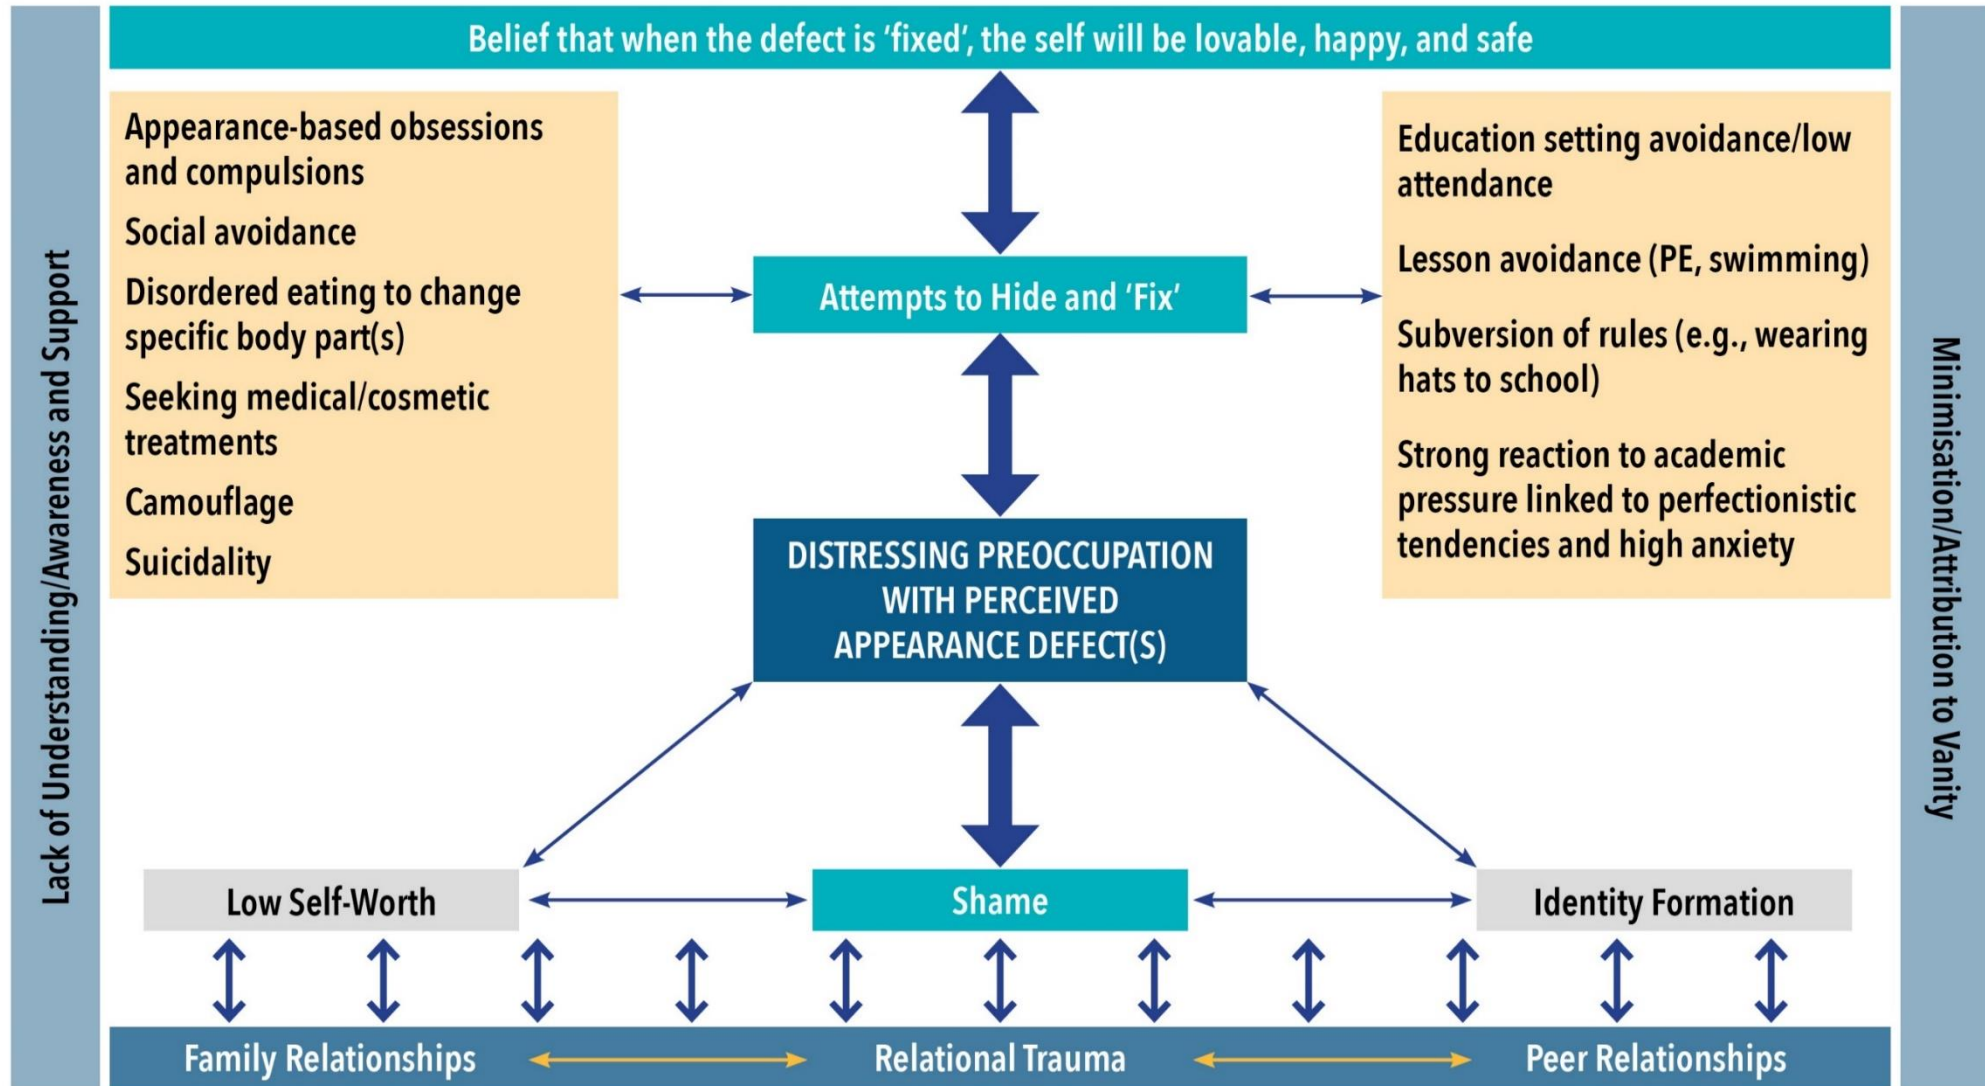 Belief that when the defect is ‘fixed’, the self will be lovable, happy, and safe
Lack of Understanding/Awareness and Support
Appearance-based obsessions
and compulsions
Social avoidance
Disordered eating to change
specific body part(s)
Seeking medical/cosmetic
treatments
Camouflage
Suicidality
Attempts to Hide and ‘Fix’
DISTRESSING PREOCCUPATION
WITH PERCEIVED
APPEARANCE DEFECT(S)
Education setting avoidance/low
attendance
Lesson avoidance (PE, swimming)
Subversion of rules (e.g., wearing
hats to school)
Strong reaction to academic
pressure linked to perfectionistic
tendencies and high anxiety
Minimisation/Attribution to Vanity
Low Self-Worth
Shame
Identity Formation
Family Relationships
Relational Trauma
Peer Relationships